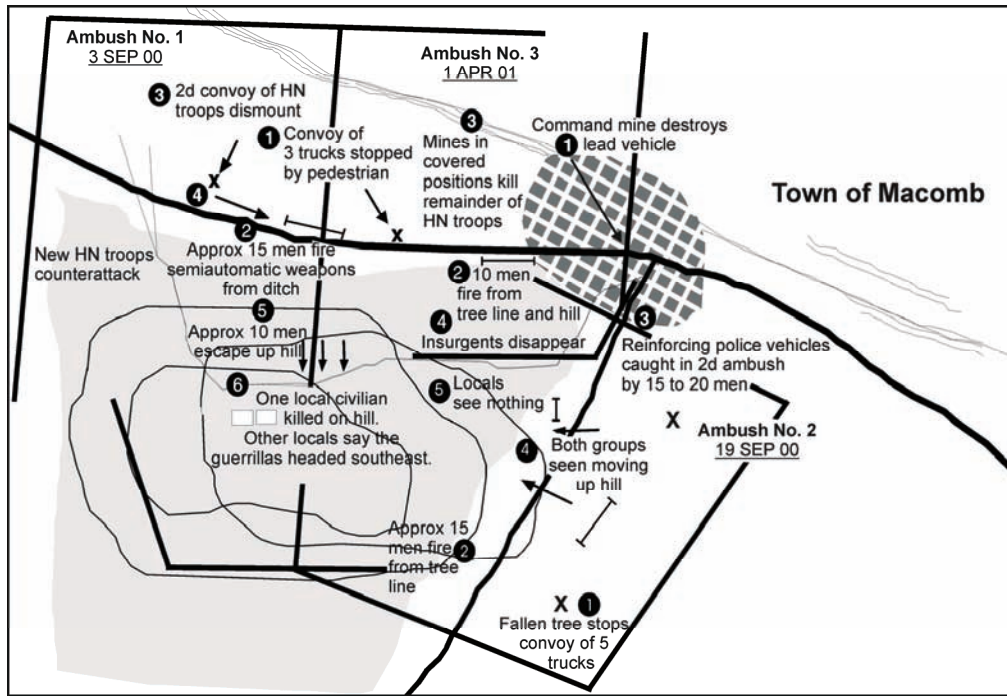 Ambush No. 1
3 SEP 00
3 2d convoy of HN
troops dismount
1 Convoy of
3 trucks stopped
by pedestrian
X
4
X
2
Approx 15 men fire
semiautomatic weapons
from ditch
New HN troops
counterattack
5
Approx 10 men
escape up hill
6
One local civilian
killed on hill.
Other locals say the
guerrillas headed southeast.
Ambush No. 3
1 APR 01
3
Mines in
covered
positions kill
remainder of
HN troops
Command mine destroys
1 lead vehicle
2 10 men
fire from
tree line and hill
4
Insurgents disappear
5 Locals
see nothing
Town of Macomb
3
Reinforcing police vehicles
caught in 2d ambush
by 15 to 20 men
X
Ambush No. 2
19 SEP 00
4
Both groups
seen moving
up hill
Approx 15
men fire 2
from tree
line
X 1
Fallen tree stops
convoy of 5
trucks